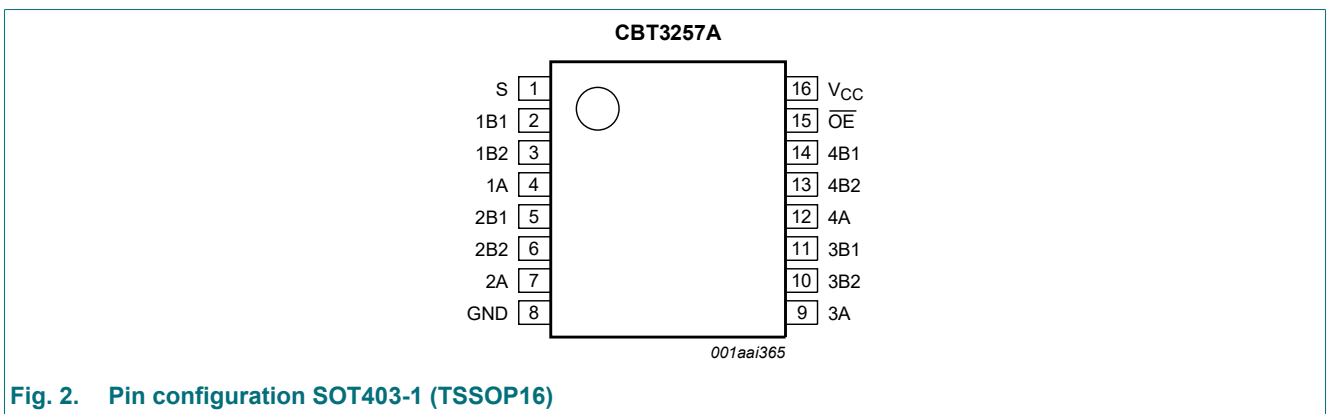 CBT3257A
S 1
1B1 2
1B2 3
1A 4
2B1 5
2B2 6
2A 7
GND 8
16 VCC
15 O̅E̅
14 4B1
13 4B2
12 4A
11 3B1
10 3B2
9 3A
001aai365
Fig. 2. Pin configuration SOT403-1 (TSSOP16)